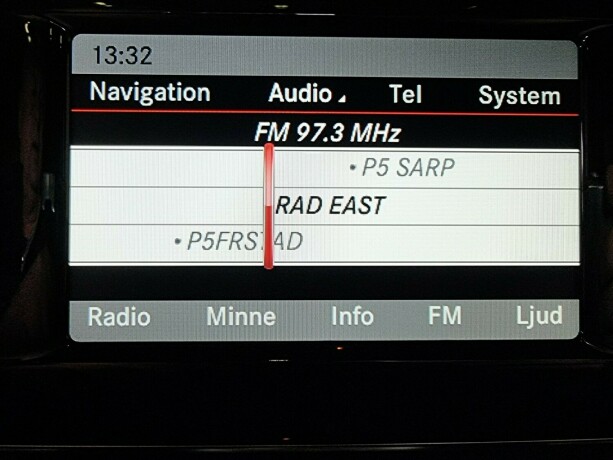 13:32
Navigation Audio Tel System
FM 97.3 MHz
• P5 SARP
RAD EAST
• P5FRSTAD
Radio Minne Info FM Ljud